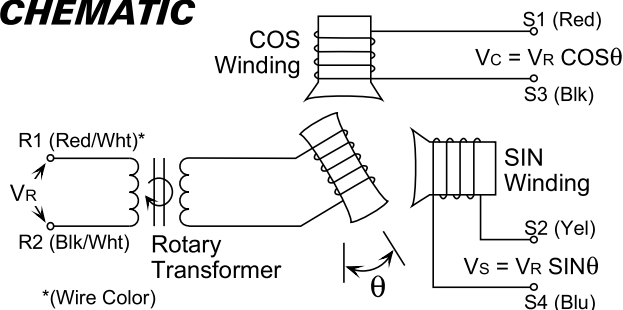 CHEMATIC
S1 (Red)
COS
Winding
VC = VR COSθ
S3 (Blk)
R1 (Red/Wht)*
VR
R2 (Blk/Wht)
Rotary
Transformer
*(Wire Color)
θ
SIN
Winding
S2 (Yel)
VS = VR SINθ
S4 (Blu)